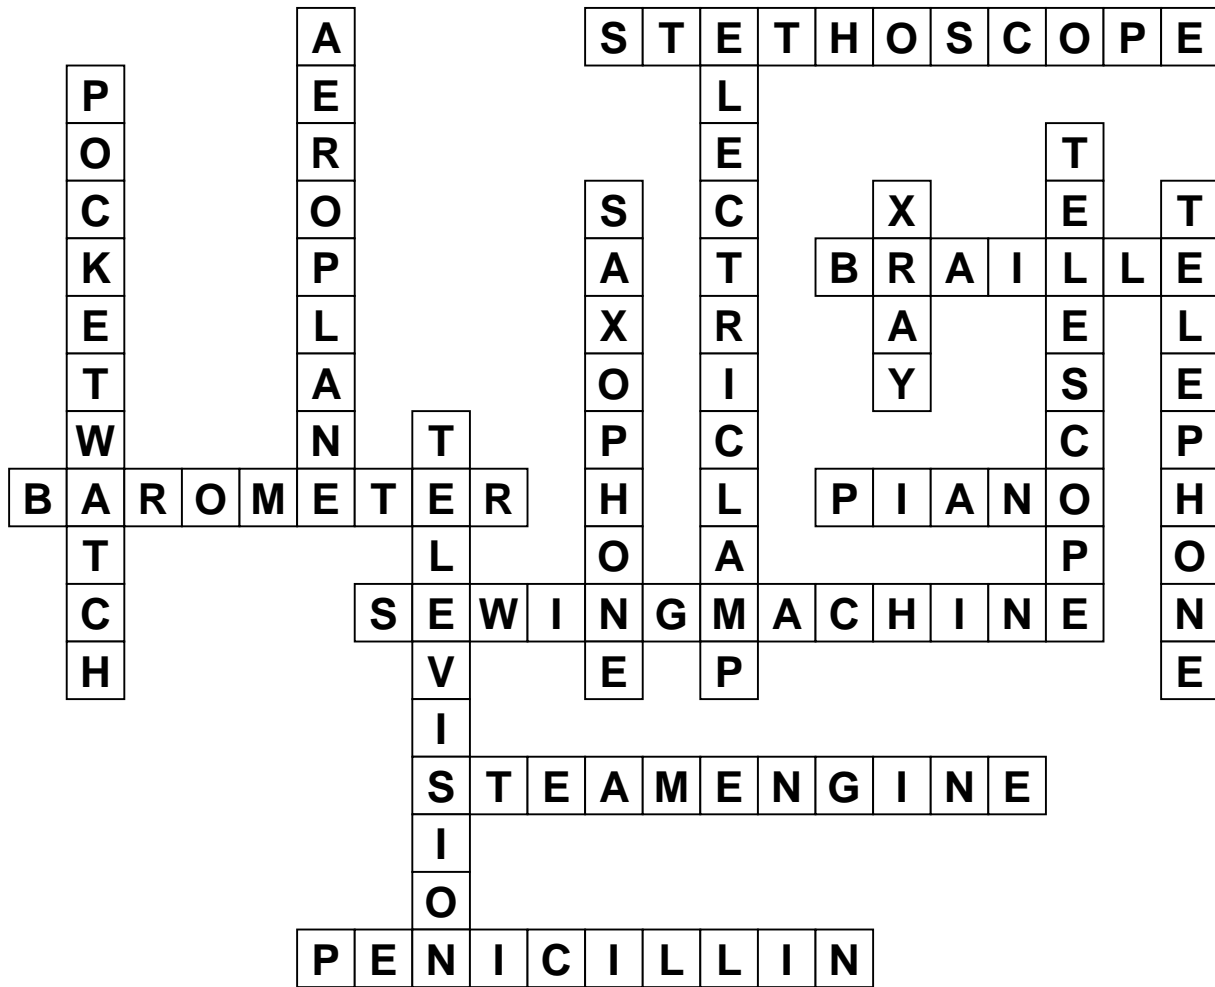 AEROPLANE
STETHOSCOPE
ELECTRICLAMP
POCKETWATCH
TELESCOPE
SAXOPHONE
XRAY
TELEPHONE
BRAILLE
TELEVISION
BAROMETER
PIANO
SEWINGMACHINE
STEAMENGINE
PENICILLIN